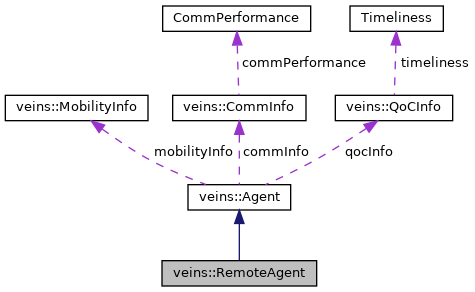 CommPerformance
Timeliness
commPerformance
timeliness
veins::MobilityInfo
veins::CommInfo
veins::QoCInfo
mobilityInfo
commInfo
qocInfo
veins::Agent
veins::RemoteAgent